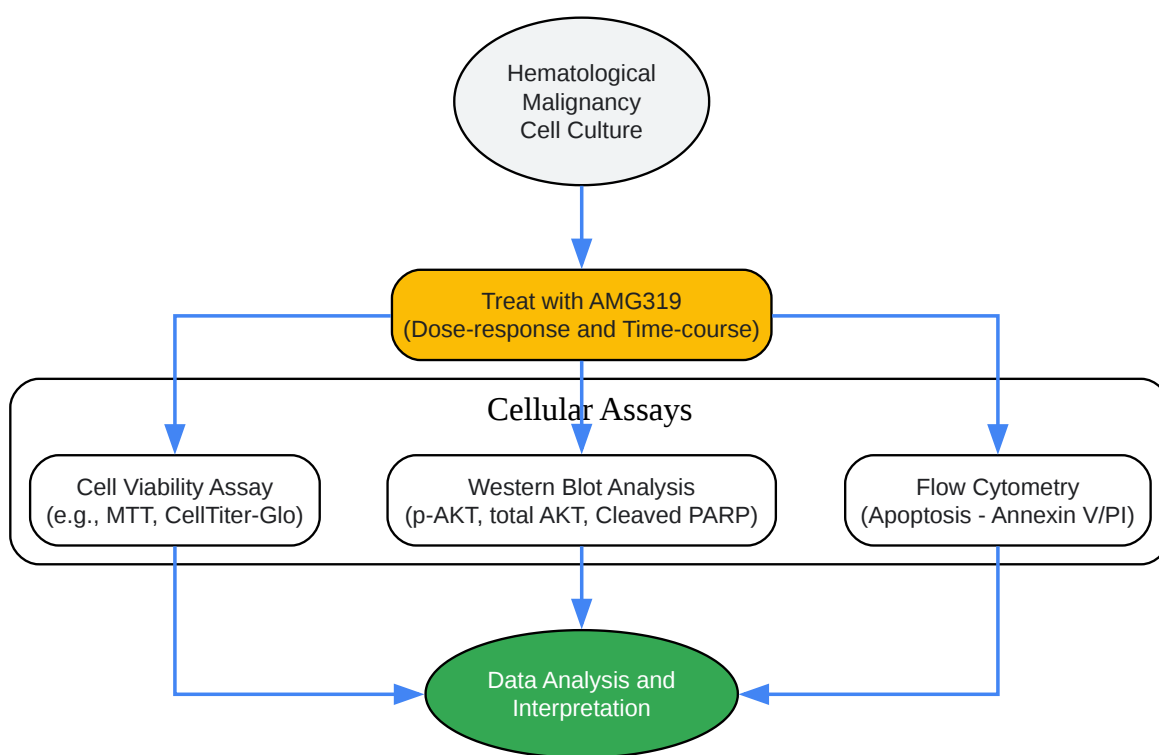 Hematological
Malignancy
Cell Culture
Treat with AMG319
(Dose-response and Time-course)
Cellular Assays
Cell Viability Assay
(e.g., MTT, CellTiter-Glo)
Western Blot Analysis
(p-AKT, total AKT, Cleaved PARP)
Flow Cytometry
(Apoptosis - Annexin V/PI)
Data Analysis and
Interpretation